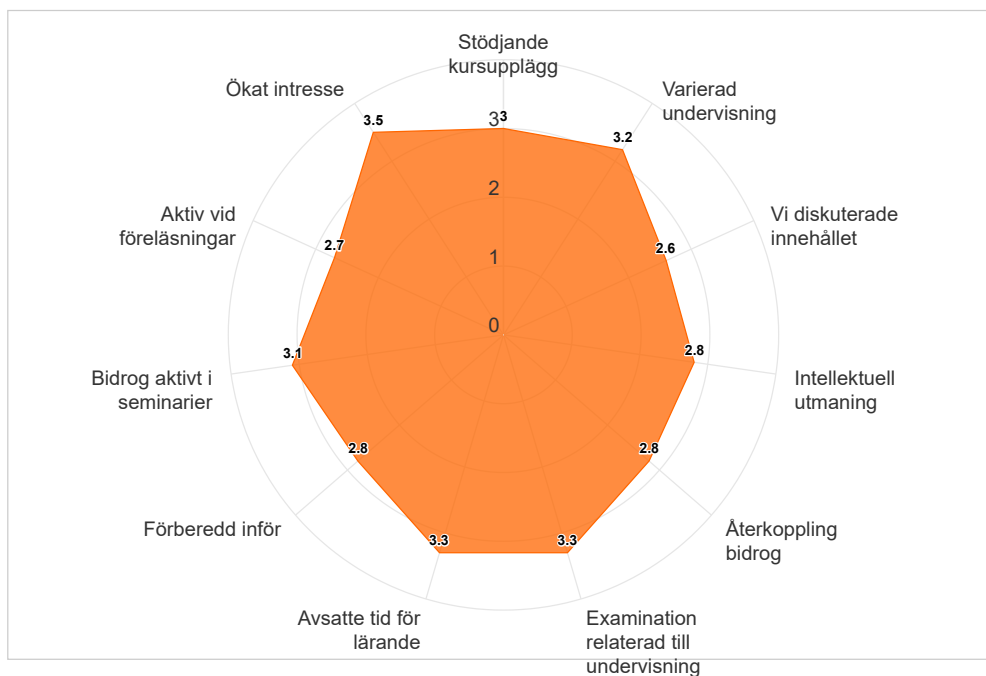 Stödjande
kursupplägg
Ökat intresse
Varierad
undervisning
3.5
3
3
3.2
Aktiv vid
föreläsningar
2
Vi diskuterade
innehållet
2.7
2.6
1
0
3.1
2.8
Bidrog aktivt i
seminarier
Intellektuell
utmaning
2.8
2.8
Förberedd inför
Återkoppling
bidrog
3.3
3.3
Avsatte tid för
lärande
Examination
relaterad till
undervisning